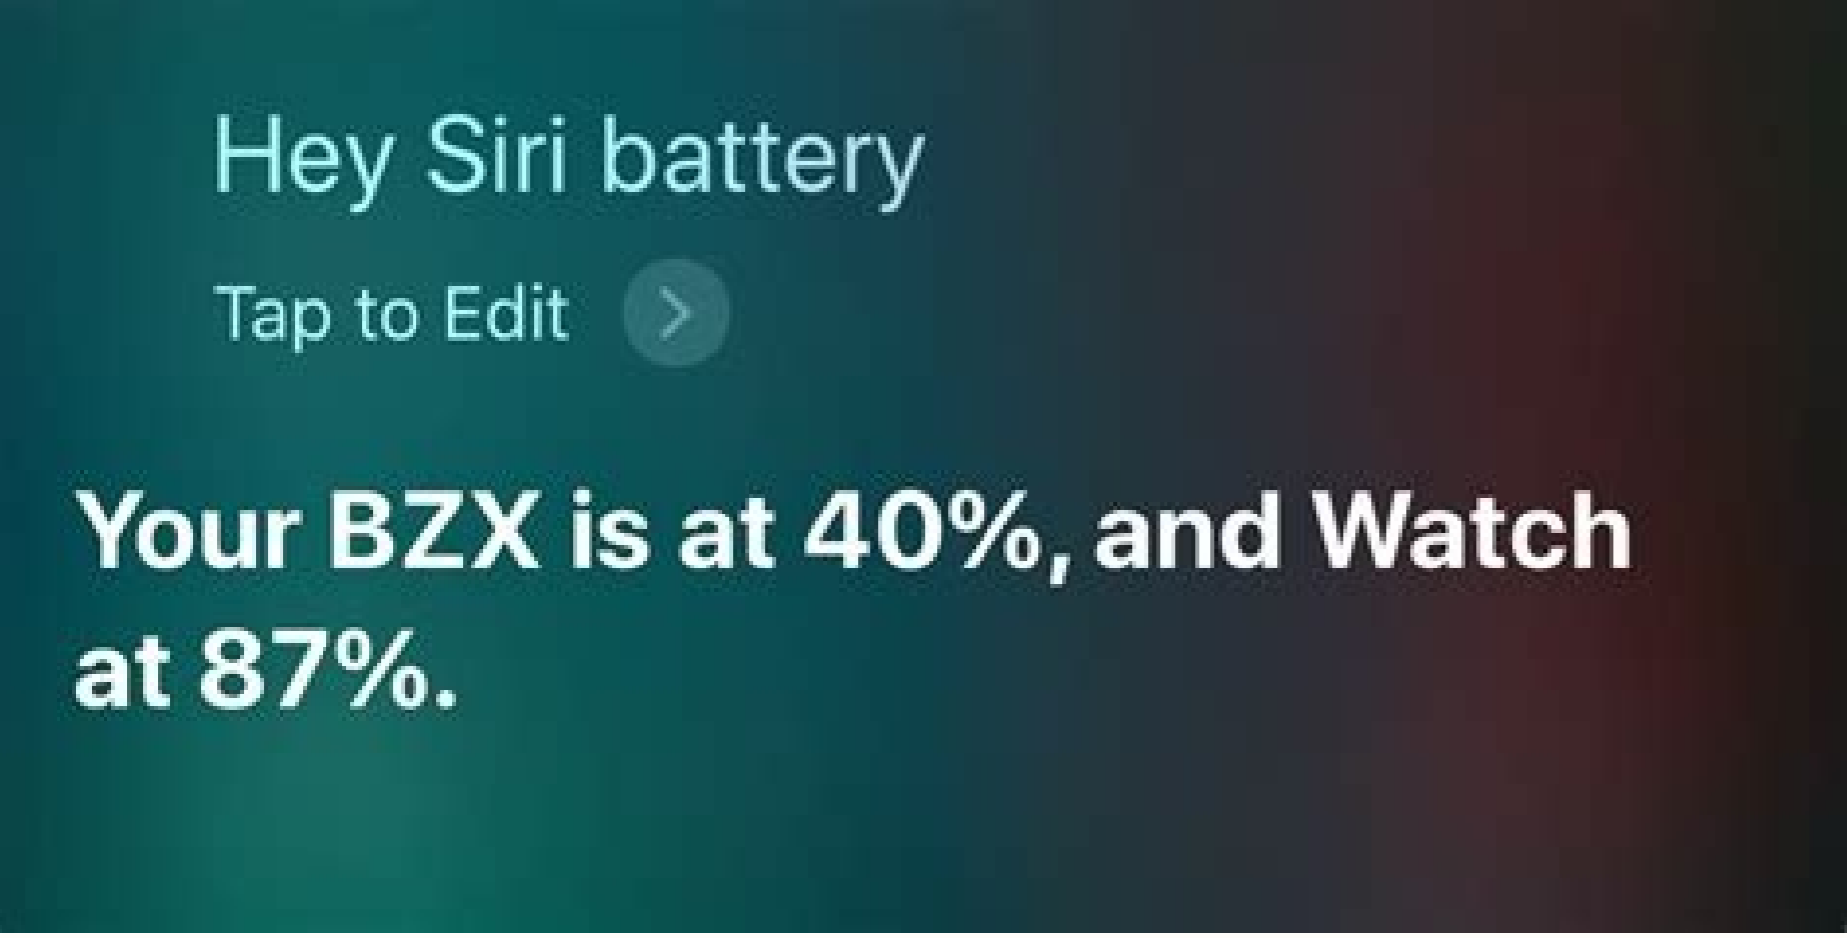 Hey Siri battery
Tap to Edit
Your BZX is at 40%, and Watch
at 87%.